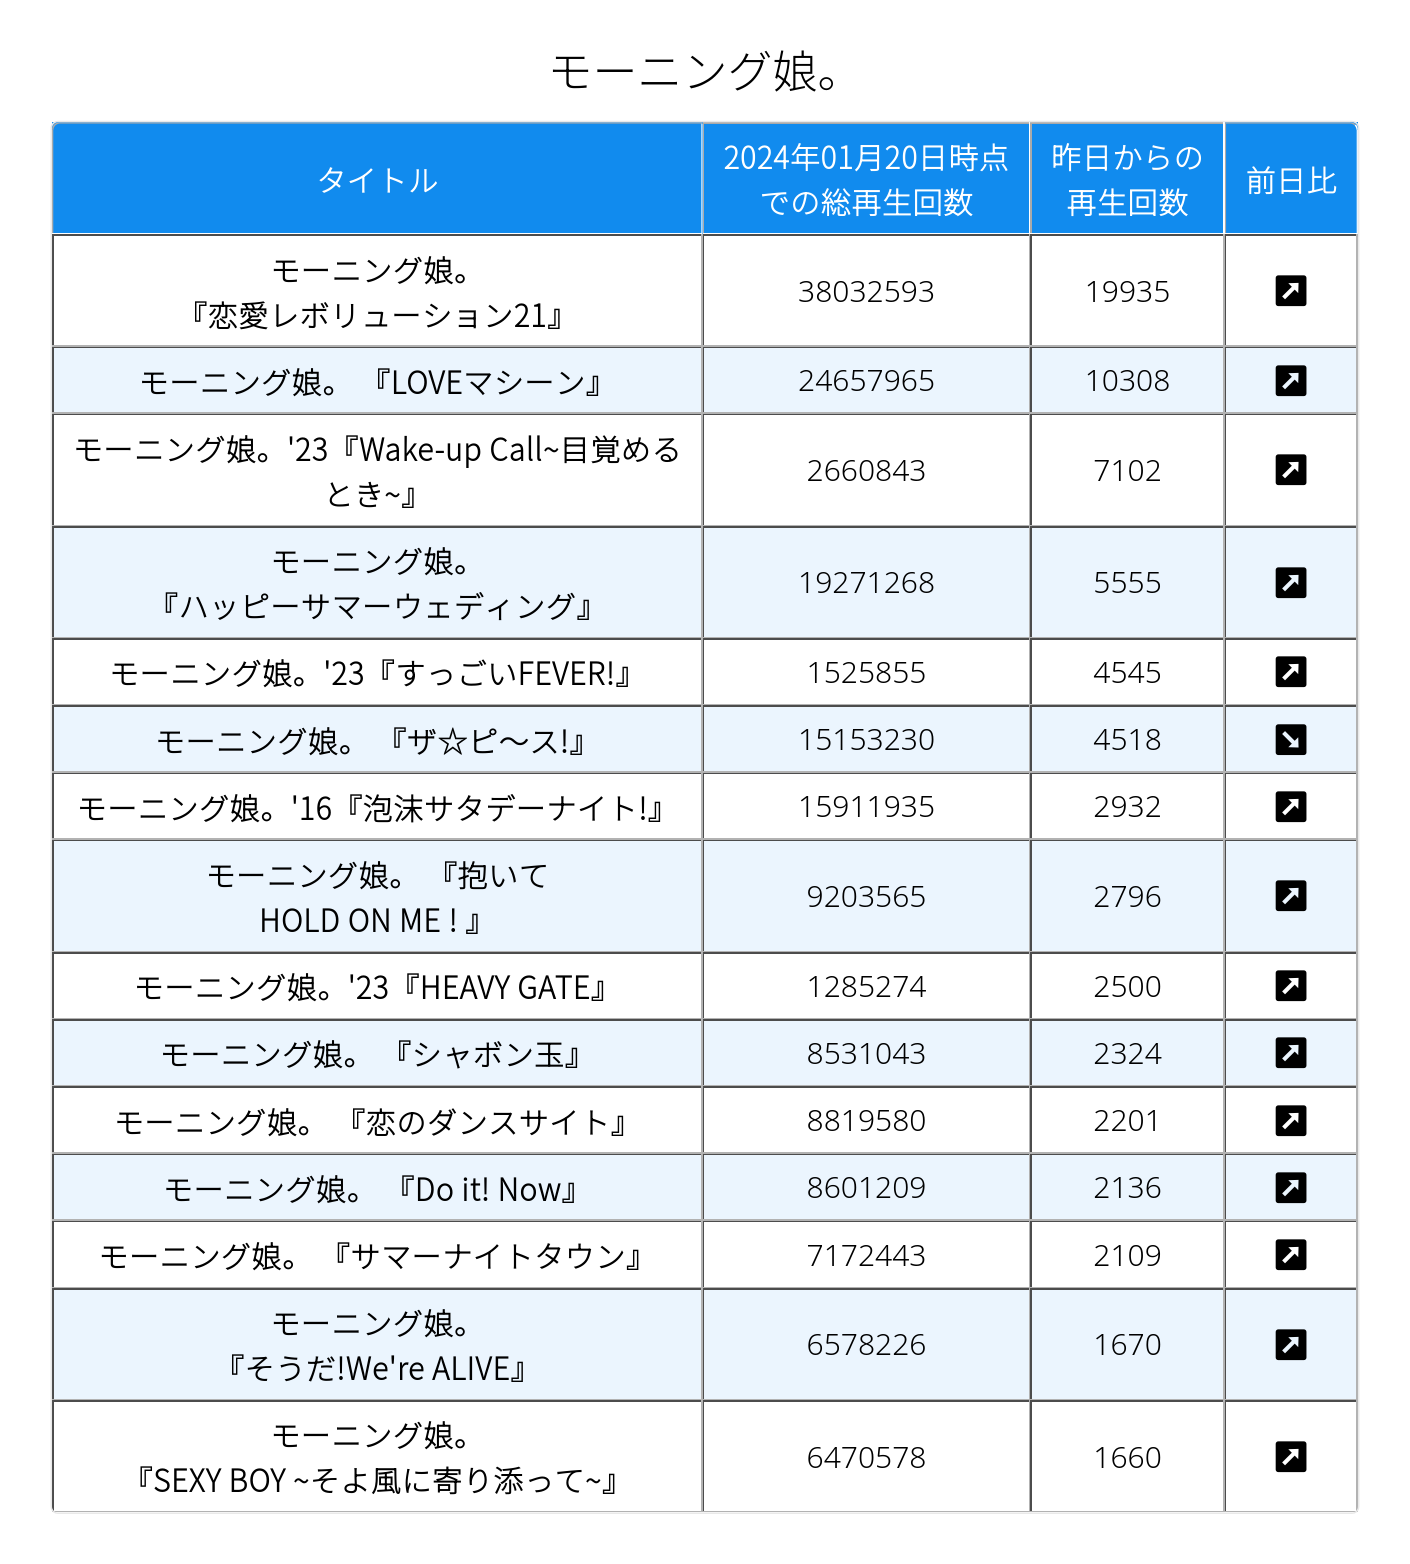 モーニング娘。
タイトル
2024年01月20日時点
での総再生回数
昨日からの
再生回数
前日比
モーニング娘。
『恋愛レボリューション21』
38032593
19935
モーニング娘。 『LOVEマシーン』
24657965
10308
モーニング娘。'23『Wake-up Call~目覚める
とき~』
2660843
7102
モーニング娘。
『ハッピーサマーウェディング』
19271268
5555
モーニング娘。'23『すっごいFEVER!』
1525855
4545
モーニング娘。 『ザ☆ピ〜ス!』
15153230
4518
モーニング娘。'16『泡沫サタデーナイト!』
15911935
2932
モーニング娘。 『抱いて
HOLD ON ME ! 』
9203565
2796
モーニング娘。'23『HEAVY GATE』
1285274
2500
モーニング娘。 『シャボン玉』
8531043
2324
モーニング娘。 『恋のダンスサイト』
8819580
2201
モーニング娘。 『Do it! Now』
8601209
2136
モーニング娘。 『サマーナイトタウン』
7172443
2109
モーニング娘。
『そうだ!We're ALIVE』
6578226
1670
モーニング娘。
『SEXY BOY ~そよ風に寄り添って~』
6470578
1660